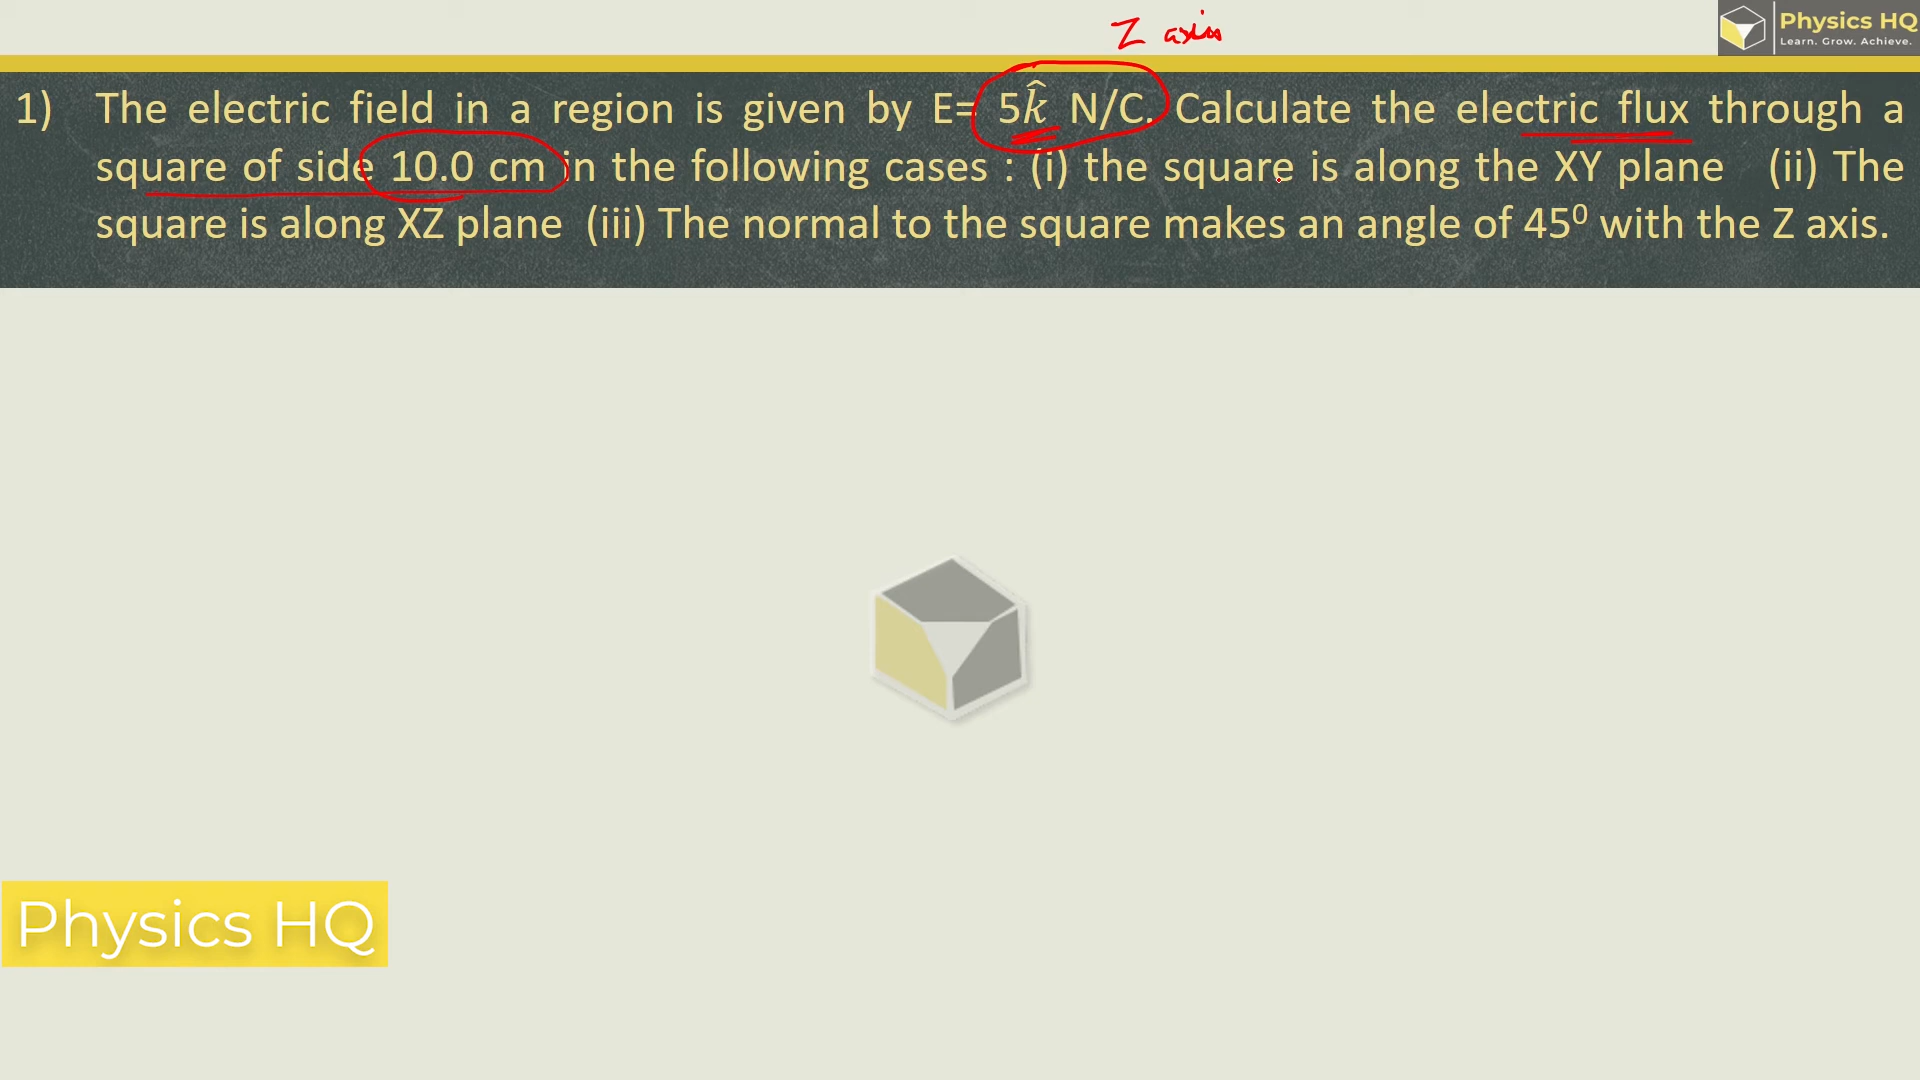 Z axis
Physics HQ
Learn. Grow. Achieve.
1) The electric field in a region is given by E= 5k̂ N/C. Calculate the electric flux through a
square of side 10.0 cm in the following cases : (i) the square is along the XY plane (ii) The
square is along XZ plane (iii) The normal to the square makes an angle of 45⁰ with the Z axis.
Physics HQ